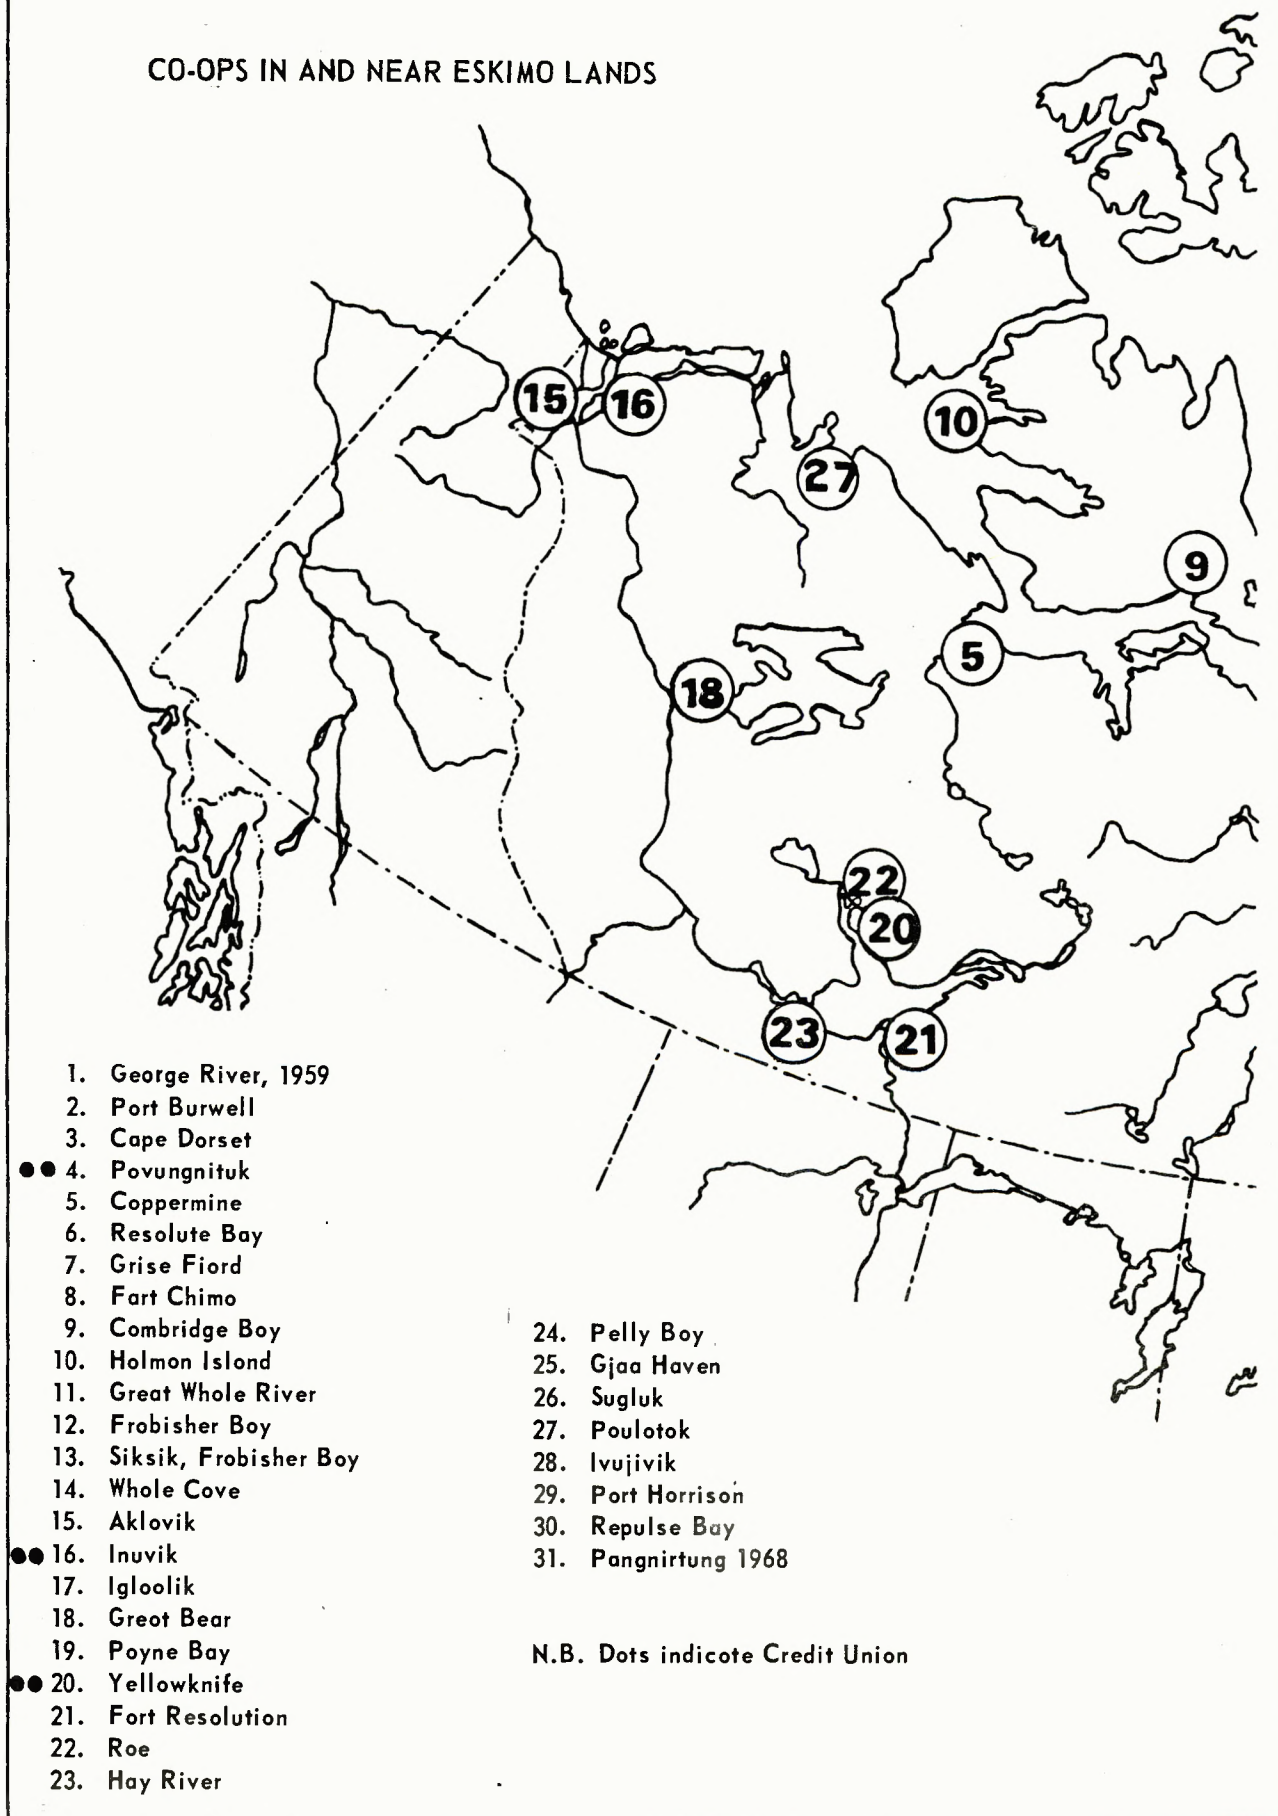 CO-OPS IN AND NEAR ESKIMO LANDS
15
16
10
27
9
5
18
22
20
23
21
1. George River, 1959
2. Port Burwell
3. Cape Dorset
●● 4. Povungnituk
5. Coppermine
6. Resolute Bay
7. Grise Fiord
8. Fart Chimo
9. Combridge Boy
10. Holmon Islond
11. Great Whole River
12. Frobisher Boy
13. Siksik, Frobisher Boy
14. Whole Cove
15. Aklovik
●● 16. Inuvik
17. Igloolik
18. Greot Bear
19. Poyne Bay
●● 20. Yellowknife
21. Fort Resolution
22. Roe
23. Hay River
24. Pelly Boy
25. Gjaa Haven
26. Sugluk
27. Poulotok
28. Ivujivik
29. Port Horrison
30. Repulse Bay
31. Pangnirtung 1968
N.B. Dots indicote Credit Union